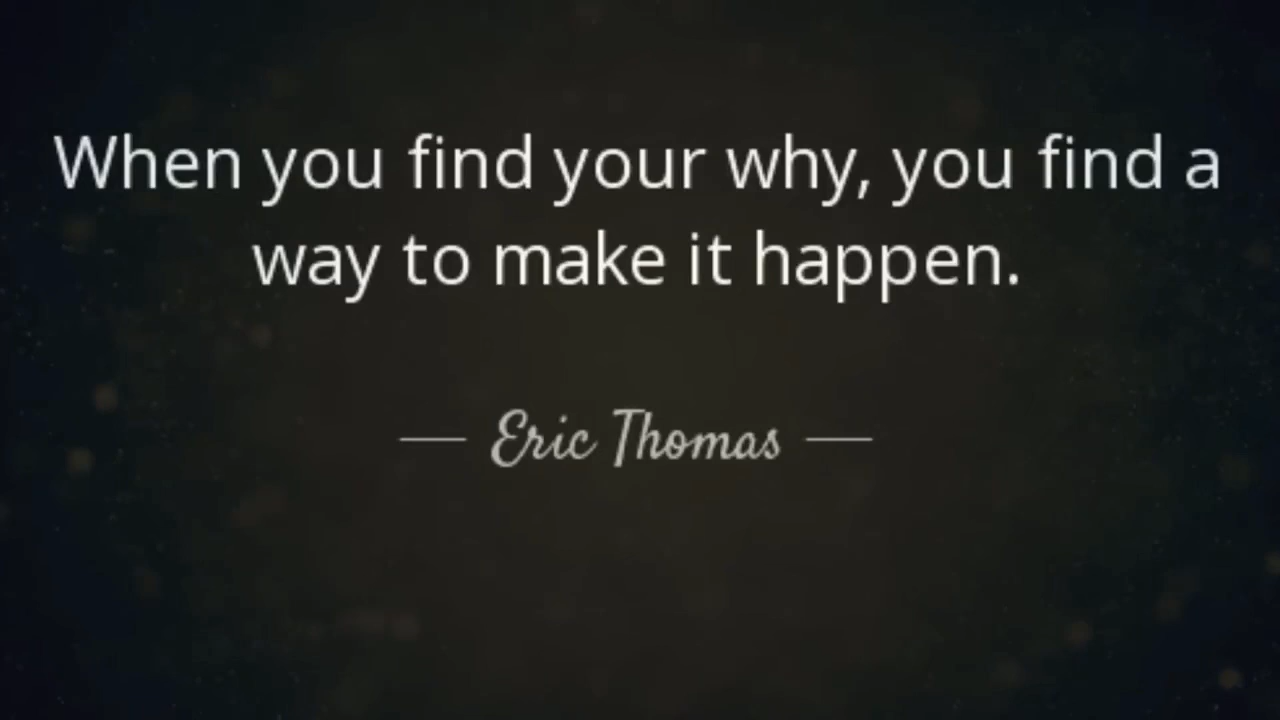 When you find your why, you find a
way to make it happen.
— Eric Thomas —